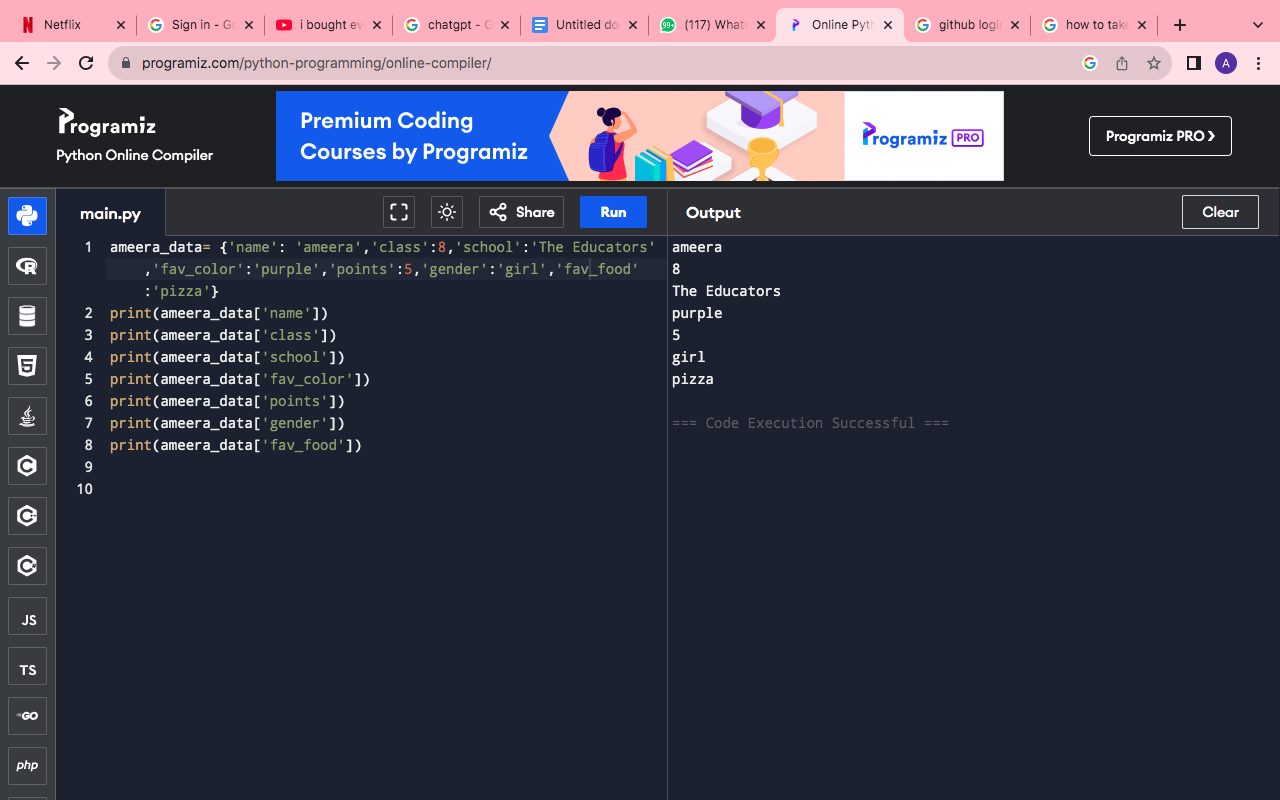 Netflix
Sign in - Go
i bought ev
chatgpt - G
Untitled do
99+ (117) Whats
Online Pyth
github logi
how to take
programiz.com/python-programming/online-compiler/
A
Programiz
Python Online Compiler
Premium Coding
Courses by Programiz
Programiz PRO
Programiz PRO ❯
main.py
Share
Run
Output
Clear
1 ameera_data= {'name': 'ameera','class':8,'school':'The Educators'
,'fav_color':'purple','points':5,'gender':'girl','fav_food'
:'pizza'}
2 print(ameera_data['name'])
3 print(ameera_data['class'])
4 print(ameera_data['school'])
5 print(ameera_data['fav_color'])
6 print(ameera_data['points'])
7 print(ameera_data['gender'])
8 print(ameera_data['fav_food'])
9
10
ameera
8
The Educators
purple
5
girl
pizza
=== Code Execution Successful ===
JS
TS
GO
php